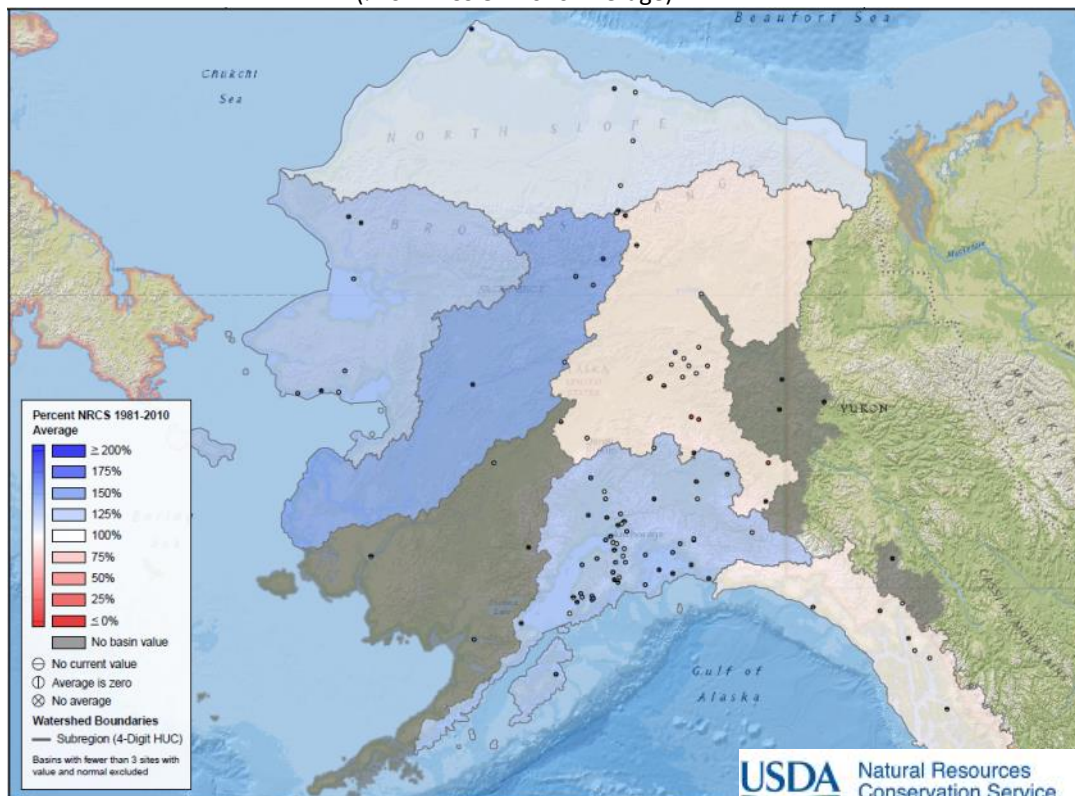 Beaufort Sea
Chukchi
Sea
NORTH SLOPE
Mackenzie
YUKON
Gulf of
Alaska
CASSIAR MOUNTAINS
Percent NRCS 1981-2010
Average
≥ 200%
175%
150%
125%
100%
75%
50%
25%
≤ 0%
No basin value
No current value
Average is zero
No average
Watershed Boundaries
Subregion (4-Digit HUC)
Basins with fewer than 3 sites with
value and normal excluded
USDA
Natural Resources
Conservation Service